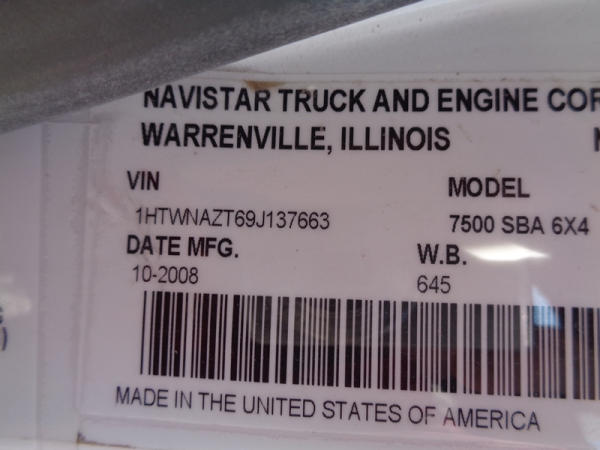 NAVISTAR TRUCK AND ENGINE COR
WARRENVILLE, ILLINOIS
VIN
MODEL
1HTWNAZT69J137663
7500 SBA 6X4
DATE MFG.
W.B.
10-2008
645
MADE IN THE UNITED STATES OF AMERICA